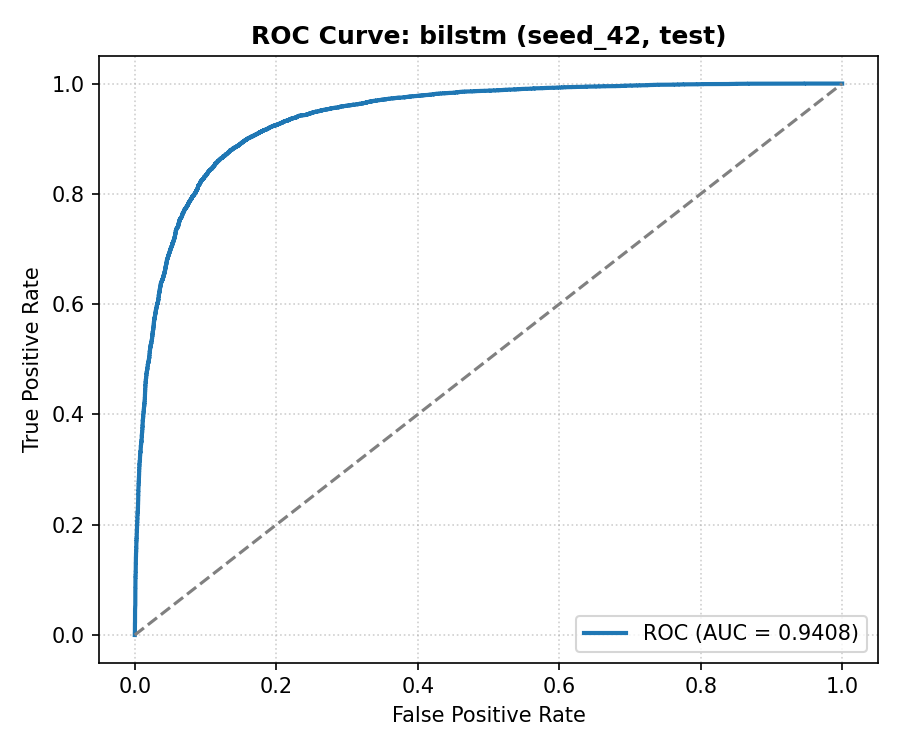 ROC Curve: bilstm (seed_42, test)
1.0
0.8
0.6
0.4
0.2
0.0
True Positive Rate
ROC (AUC = 0.9408)
0.0 0.2 0.4 0.6 0.8 1.0
False Positive Rate